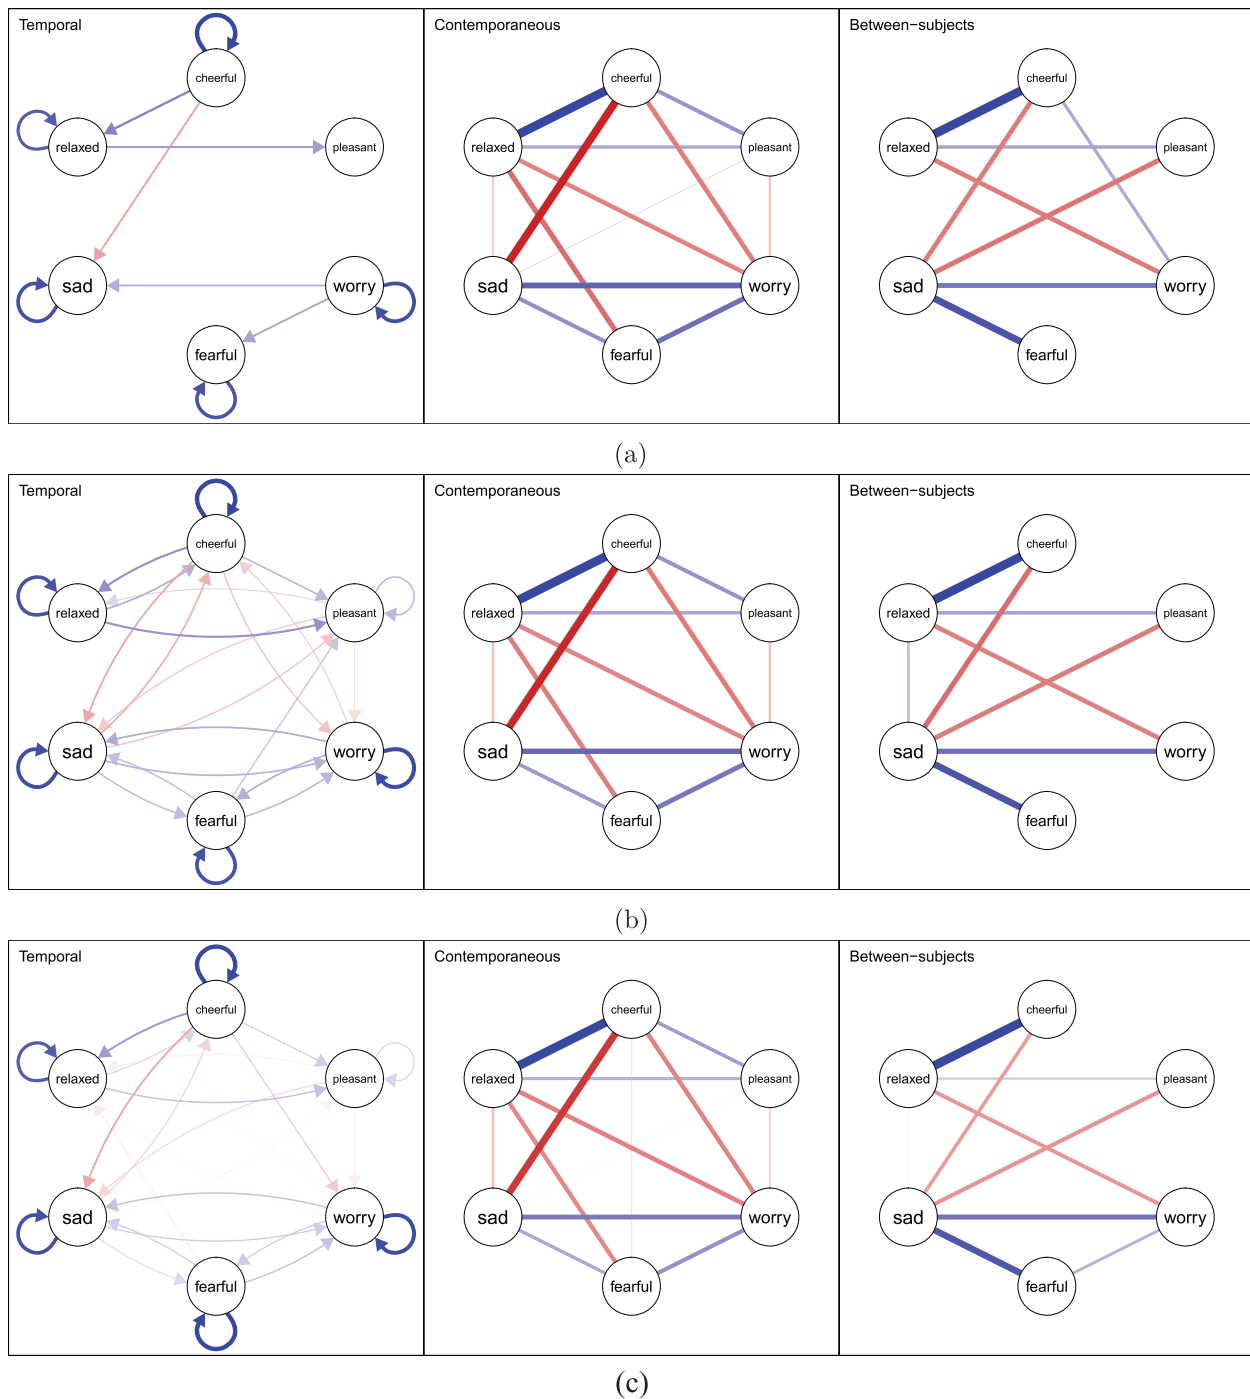 Temporal
Contemporaneous
Between−subjects
cheerful
relaxed
pleasant
sad
worry
fearful
cheerful
relaxed
pleasant
sad
worry
fearful
cheerful
relaxed
pleasant
sad
worry
fearful
(a)
Temporal
Contemporaneous
Between−subjects
cheerful
relaxed
pleasant
sad
worry
fearful
cheerful
relaxed
pleasant
sad
worry
fearful
cheerful
relaxed
pleasant
sad
worry
fearful
(b)
Temporal
Contemporaneous
Between−subjects
cheerful
relaxed
pleasant
sad
worry
fearful
cheerful
relaxed
pleasant
sad
worry
fearful
cheerful
relaxed
pleasant
sad
worry
fearful
(c)